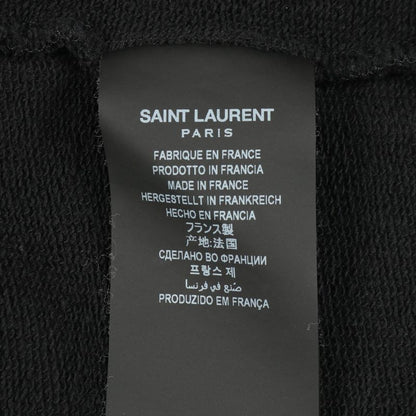 SAINT LAURENT
PARIS
FABRIQUE EN FRANCE
PRODOTTO IN FRANCIA
MADE IN FRANCE
HERGESTELLT IN FRANKREICH
HECHO EN FRANCIA
フランス製
产地:法国
СДЕЛАНО ВО ФРАНЦИИ
프랑스 제
صُنع في فرنسا
PRODUZIDO EM FRANÇA